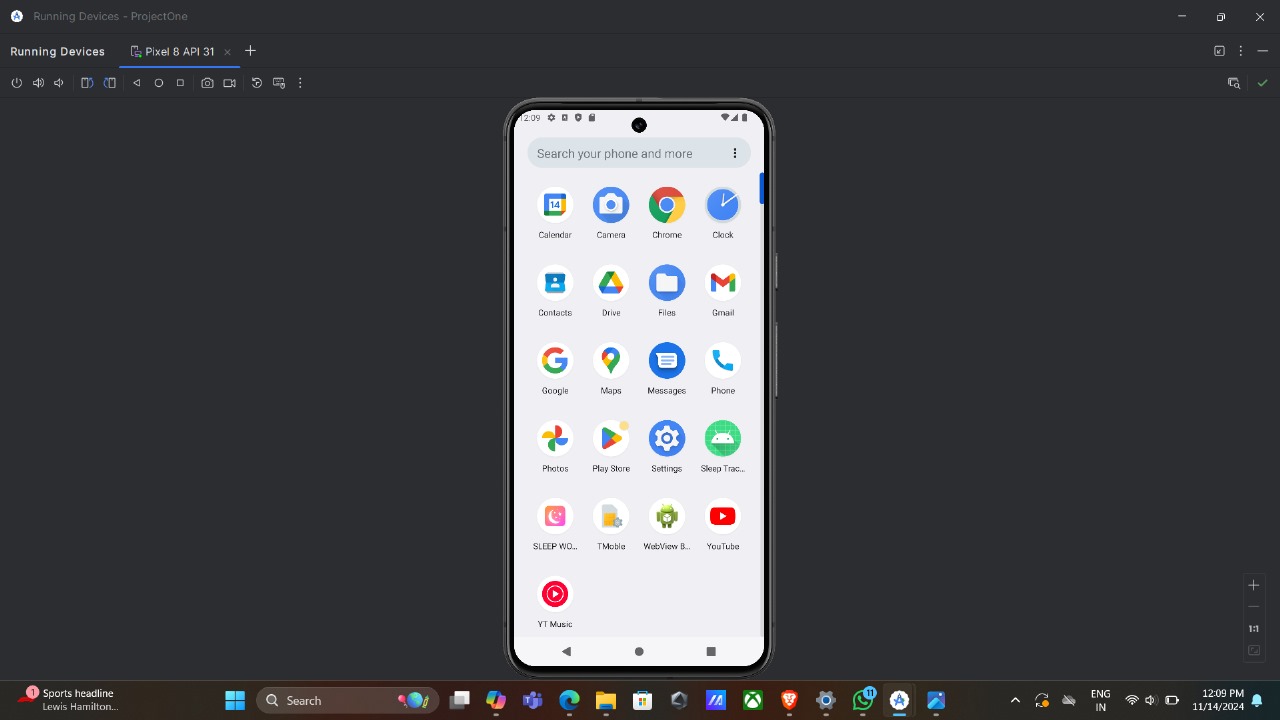 Running Devices - ProjectOne
Running Devices
Pixel 8 API 31
12:09
Search your phone and more
14
Calendar
Camera
Chrome
Clock
Contacts
Drive
Files
Gmail
Google
Maps
Messages
Phone
Photos
Play Store
Settings
Sleep Trac...
SLEEP WO...
TMoble
WebView B...
YouTube
YT Music
1:1
1
Sports headline
Lewis Hamilton...
Search
11
ENG
IN
12:09 PM
11/14/2024